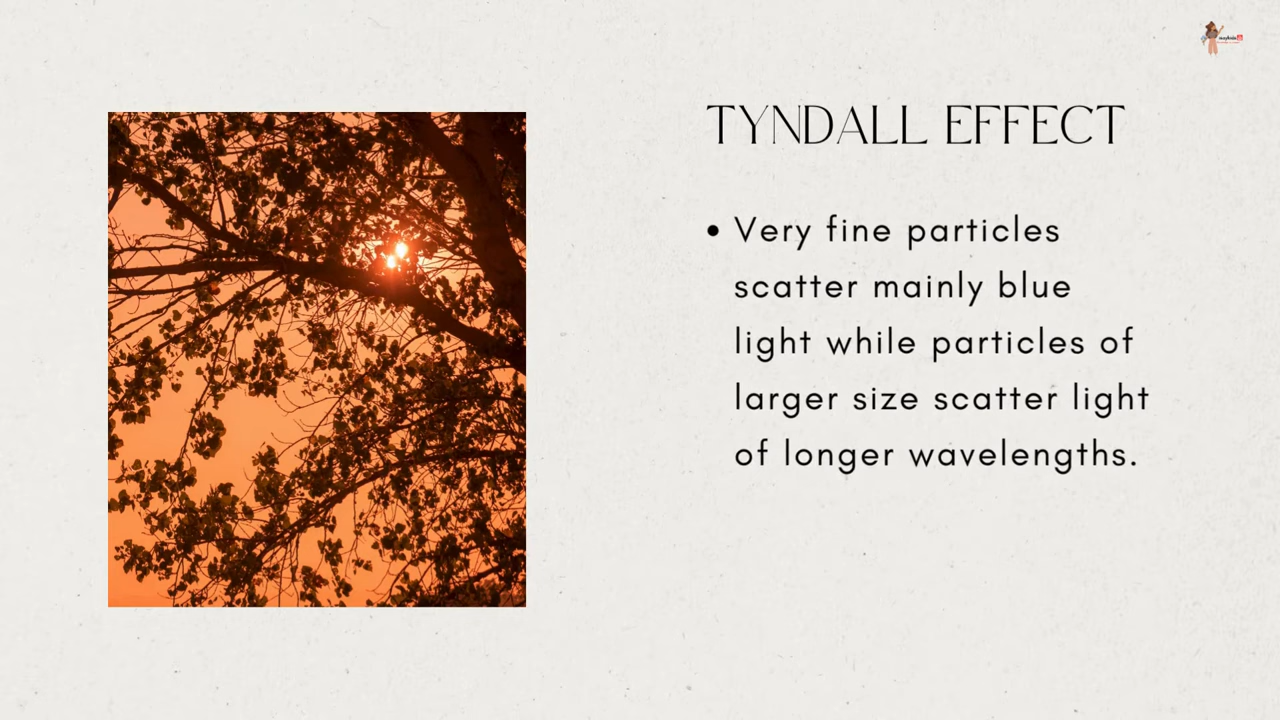 TYNDALL EFFECT
• Very fine particles
scatter mainly blue
light while particles of
larger size scatter light
of longer wavelengths.